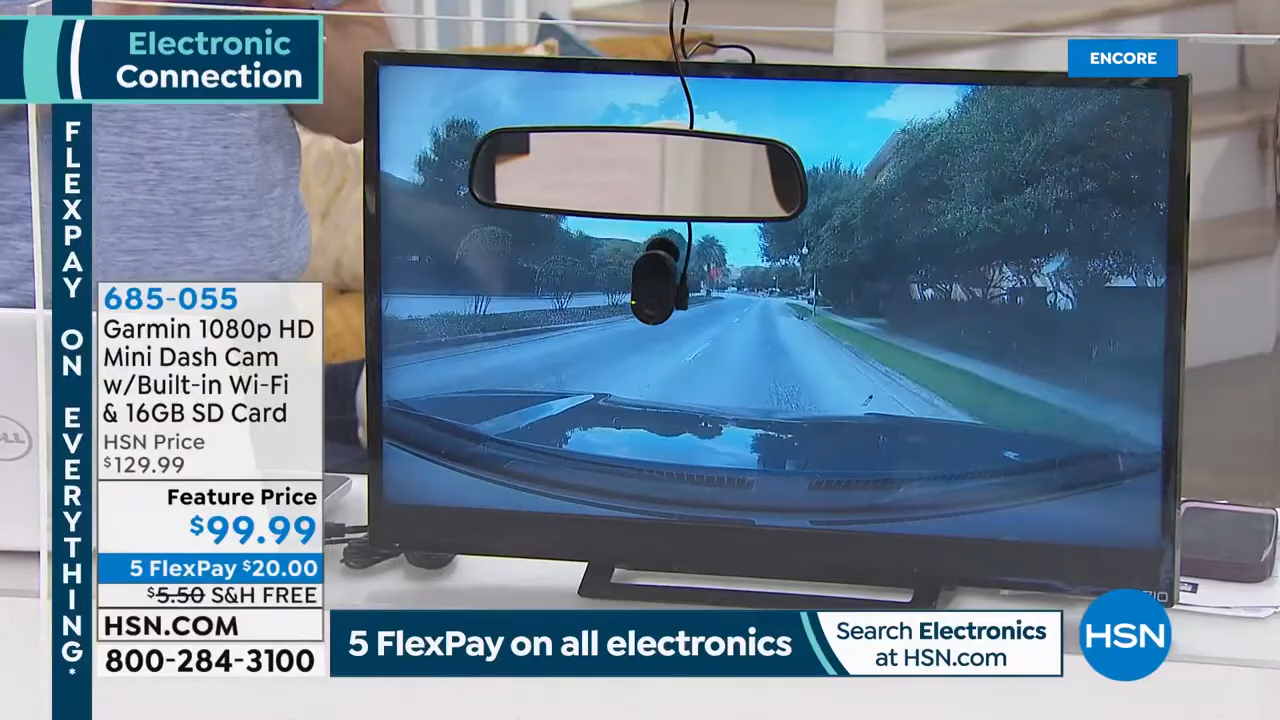 Electronic
Connection
ENCORE
FLEXPAY ON EVERYTHING*
685-055
Garmin 1080p HD
Mini Dash Cam
w/Built-in Wi-Fi
& 16GB SD Card
HSN Price
$129.99
Feature Price
$99.99
5 FlexPay $20.00
$5.50 S&H FREE
HSN.COM
800-284-3100
5 FlexPay on all electronics
Search Electronics
at HSN.com
HSN